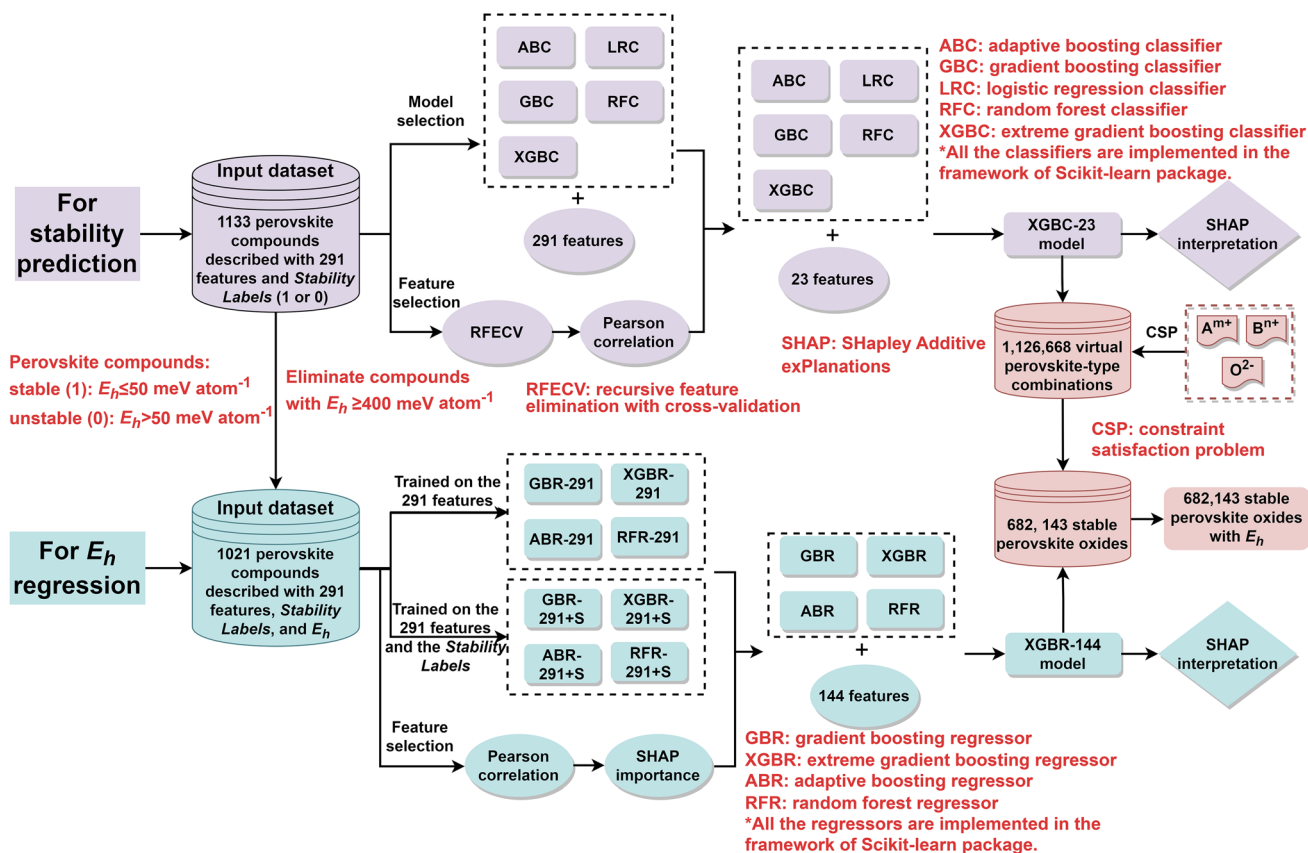 For
stability
prediction
Input dataset
1133 perovskite
compounds
described with 291
features and Stability
Labels (1 or 0)
Model
selection
ABC
LRC
GBC
RFC
XGBC
+
291 features
Feature
selection
RFECV
Pearson
correlation
ABC
LRC
GBC
RFC
XGBC
+
23 features
ABC: adaptive boosting classifier
GBC: gradient boosting classifier
LRC: logistic regression classifier
RFC: random forest classifier
XGBC: extreme gradient boosting classifier
*All the classifiers are implemented in the
framework of Scikit-learn package.
XGBC-23
model
SHAP
interpretation
SHAP: SHapley Additive
exPlanations
1,126,668 virtual
perovskite-type
combinations
CSP
Aᵐ⁺
Bⁿ⁺
O²⁻
CSP: constraint
satisfaction problem
Perovskite compounds:
stable (1): Eₕ≤50 meV atom⁻¹
unstable (0): Eₕ>50 meV atom⁻¹
Eliminate compounds
with Eₕ ≥400 meV atom⁻¹
RFECV: recursive feature
elimination with cross-validation
For Eₕ
regression
Input dataset
1021 perovskite
compounds
described with 291
features, Stability
Labels, and Eₕ
Trained on the
291 features
GBR-291
XGBR-
291
ABR-291
RFR-291
Trained on the
291 features
and the Stability
Labels
GBR-
291+S
XGBR-
291+S
ABR-
291+S
RFR-
291+S
Feature
selection
Pearson
correlation
SHAP
importance
GBR
XGBR
ABR
RFR
+
144 features
XGBR-144
model
SHAP
interpretation
682, 143 stable
perovskite oxides
682,143 stable
perovskite oxides
with Eₕ
GBR: gradient boosting regressor
XGBR: extreme gradient boosting regressor
ABR: adaptive boosting regressor
RFR: random forest regressor
*All the regressors are implemented in the
framework of Scikit-learn package.